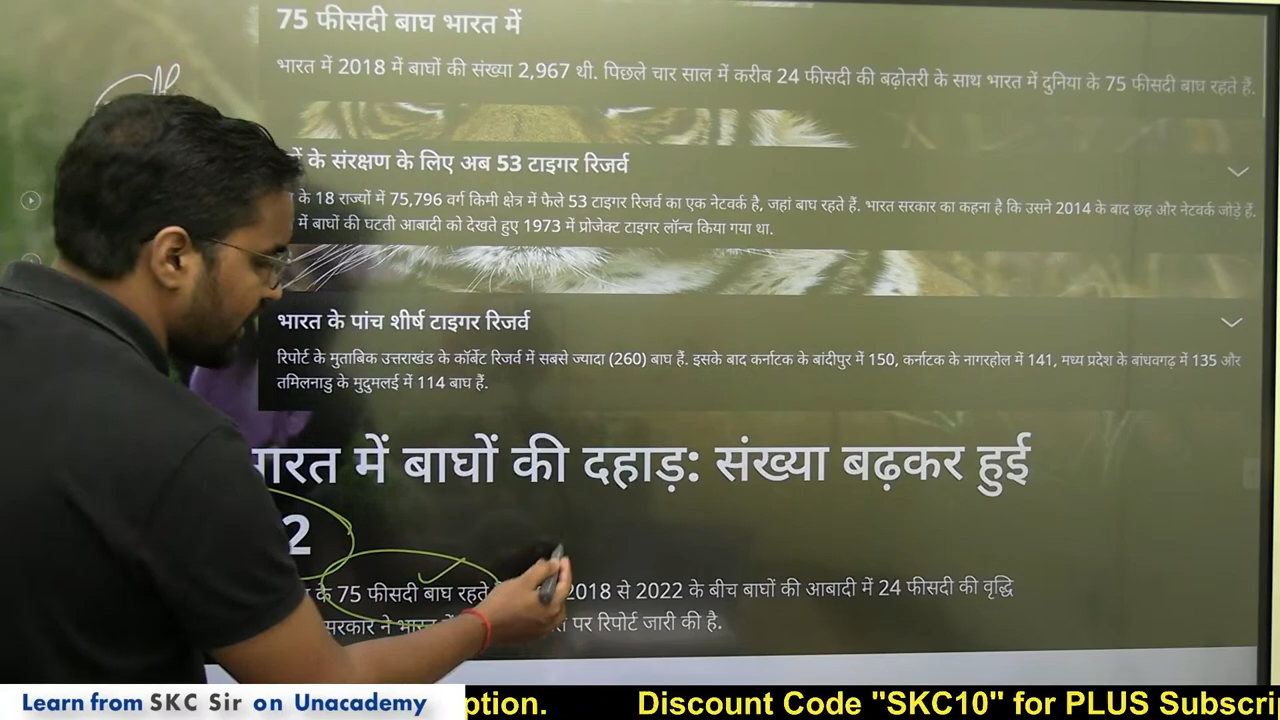 75 फीसदी बाघ भारत में
भारत में 2018 में बाघों की संख्या 2,967 थी. पिछले चार साल में करीब 24 फीसदी की बढ़ोतरी के साथ भारत में दुनिया के 75 फीसदी बाघ रहते हैं.
के संरक्षण के लिए अब 53 टाइगर रिजर्व
के 18 राज्यों में 75,796 वर्ग किमी क्षेत्र में फैले 53 टाइगर रिजर्व का एक नेटवर्क है, जहां बाघ रहते हैं. भारत सरकार का कहना है कि उसने 2014 के बाद छह और नेटवर्क जोड़े हैं.
में बाघों की घटती आबादी को देखते हुए 1973 में प्रोजेक्ट टाइगर लॉन्च किया गया था.
भारत के पांच शीर्ष टाइगर रिजर्व
रिपोर्ट के मुताबिक उत्तराखंड के कॉर्बेट रिजर्व में सबसे ज्यादा (260) बाघ हैं. इसके बाद कर्नाटक के बांदीपुर में 150, कर्नाटक के नागरहोल में 141, मध्य प्रदेश के बांधवगढ़ में 135 और
तमिलनाडु के मुदुमलई में 114 बाघ हैं.
भारत में बाघों की दहाड़: संख्या बढ़कर हुई
2
के 75 फीसदी बाघ रहते 2018 से 2022 के बीच बाघों की आबादी में 24 फीसदी की वृद्धि
सरकार ने भारत पर रिपोर्ट जारी की है.
Learn from SKC Sir on Unacademy
ption. Discount Code "SKC10" for PLUS Subscri